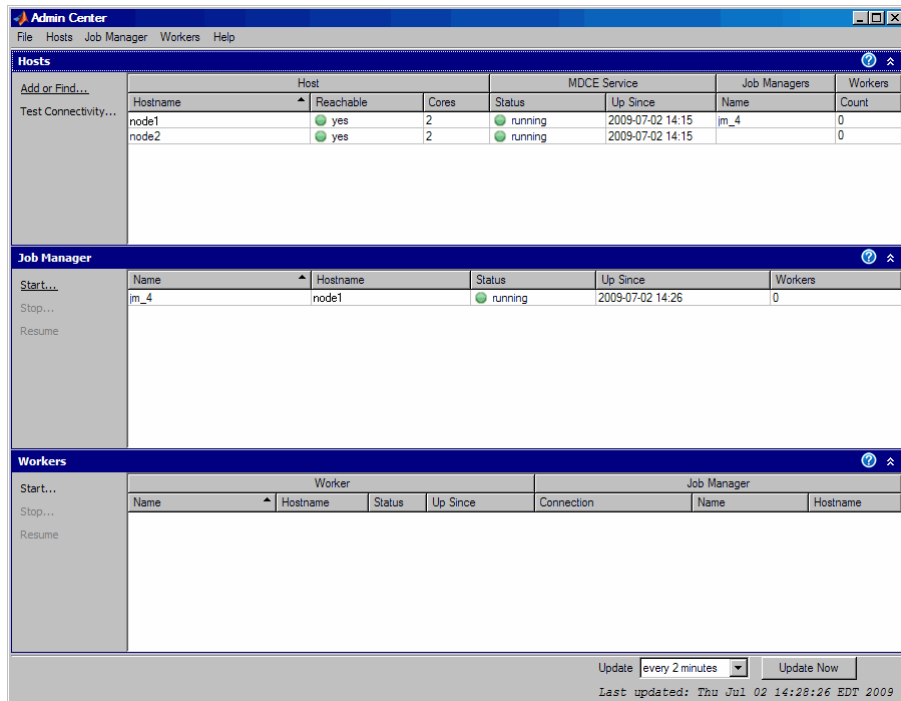 Admin Center
File Hosts Job Manager Workers Help
Hosts
Add or Find...
Test Connectivity...
Host MDCE Service Job Managers Workers
Hostname Reachable Cores Status Up Since Name Count
node1 yes 2 running 2009-07-02 14:15 jm_4 0
node2 yes 2 running 2009-07-02 14:15 0
Job Manager
Start...
Stop...
Resume
Name Hostname Status Up Since Workers
jm_4 node1 running 2009-07-02 14:26 0
Workers
Start...
Stop...
Resume
Worker Job Manager
Name Hostname Status Up Since Connection Name Hostname
Update every 2 minutes Update Now
Last updated: Thu Jul 02 14:28:26 EDT 2009